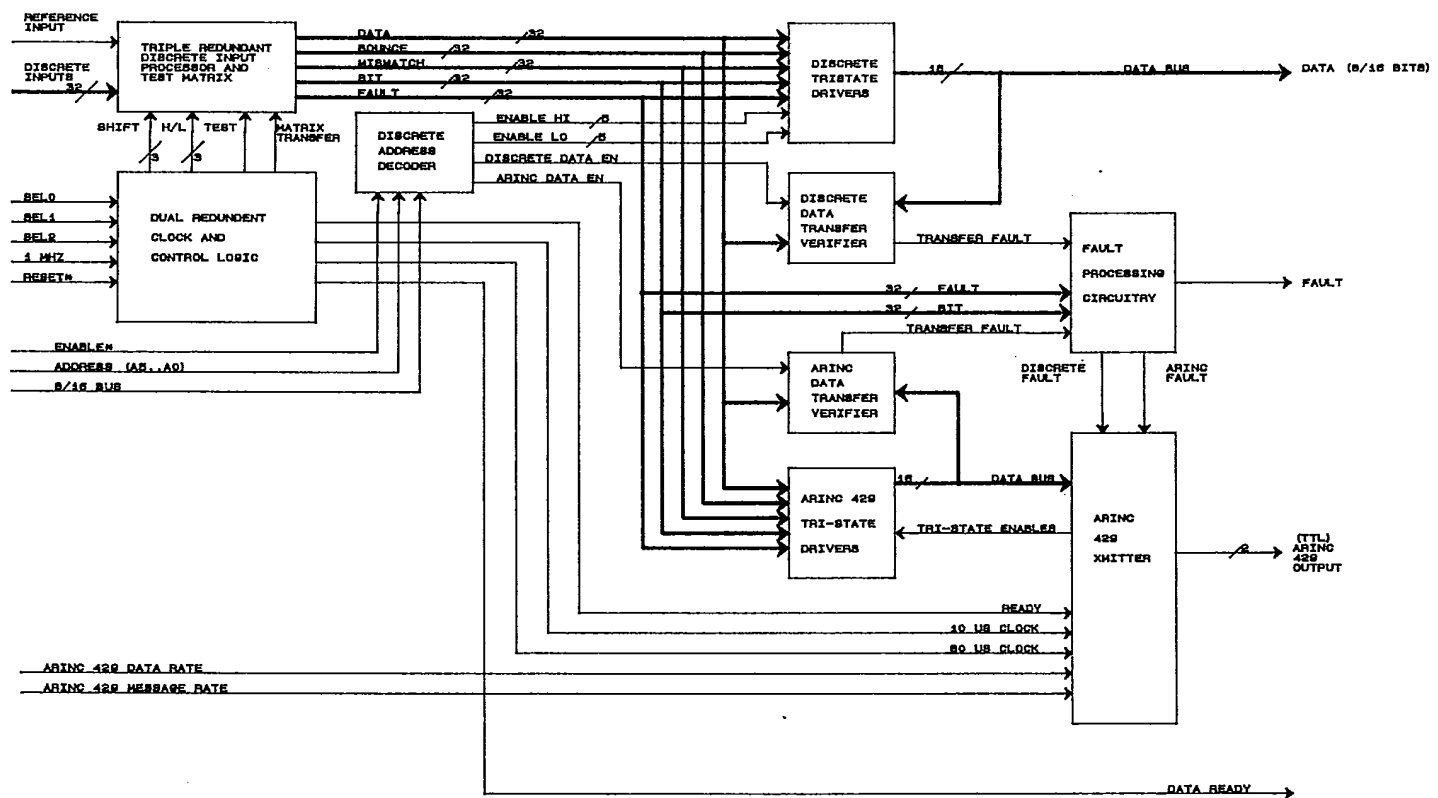 REFERENCE
INPUT
TRIPLE REDUNDANT
DISCRETE INPUT
PROCESSOR AND
TEST MATRIX
DISCRETE
INPUTS
32
DATA 32
BOUNCE 32
MISMATCH 32
BIT 32
FAULT 32
DISCRETE
TRISTATE
DRIVERS
16
DATA BUS
DATA (8/16 BITS)
SHIFT H/L TEST MATRIX
TRANSFER
3 3
DISCRETE
ADDRESS
DECODER
ENABLE HI 5
ENABLE LO 5
DISCRETE DATA EN
ARINC DATA EN
SEL0
SEL1
SEL2
1 MHZ
RESET*
DUAL REDUNDENT
CLOCK AND
CONTROL LOGIC
DISCRETE
DATA
TRANSFER
VERIFIER
TRANSFER FAULT
FAULT
PROCESSING
CIRCUITRY
FAULT
32 FAULT
32 BIT
TRANSFER FAULT
ENABLE*
ADDRESS (A5..A0)
8/16 BUS
ARINC
DATA
TRANSFER
VERIFIER
DISCRETE
FAULT
ARINC
FAULT
ARINC 429
TRI-STATE
DRIVERS
16
DATA BUS
TRI-STATE ENABLES
ARINC
429
XMITTER
2
(TTL)
ARINC
429
OUTPUT
READY
10 US CLOCK
80 US CLOCK
ARINC 429 DATA RATE
ARINC 429 MESSAGE RATE
DATA READY